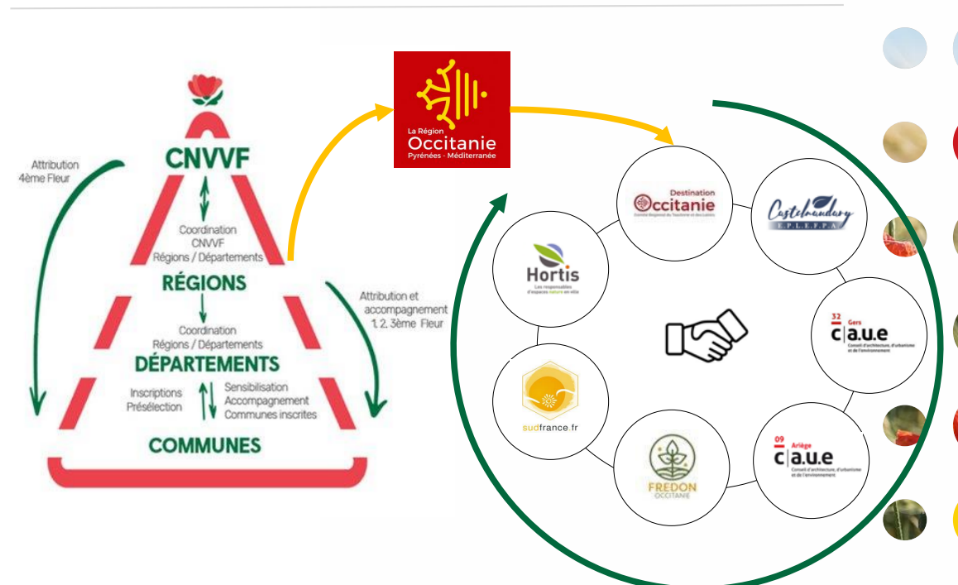 CNVVF
Attribution
4ème Fleur
Coordination
CNVVF
Régions / Départements
RÉGIONS
Attribution et
accompagnement
1, 2, 3ème Fleur
Coordination
Régions / Départements
DÉPARTEMENTS
Inscriptions
Présélection
Sensibilisation
Accompagnement
Communes inscrites
COMMUNES
La Région
Occitanie
Pyrénées - Méditerranée
Destination
Occitanie
Castelnaudary
EPLEFPA
32 Gers
c|a.u.e
Conseil d'architecture, d'urbanisme
et de l'environnement
09 Ariège
c|a.u.e
Conseil d'architecture, d'urbanisme
et de l'environnement
FREDON
OCCITANIE
sudfrance.fr
Hortis
Les responsables
d'espaces nature en ville